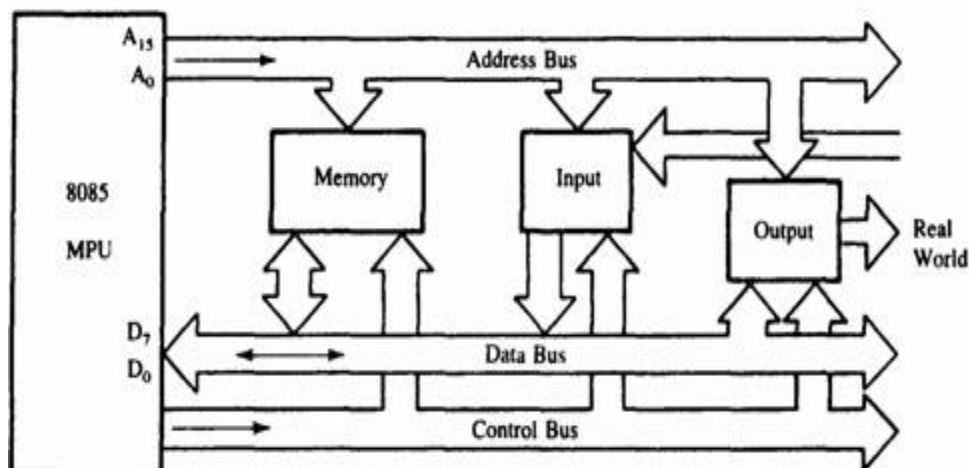 A15
Address Bus
A0
8085
MPU
Memory
Input
Output
Real
World
D7
D0
Data Bus
Control Bus